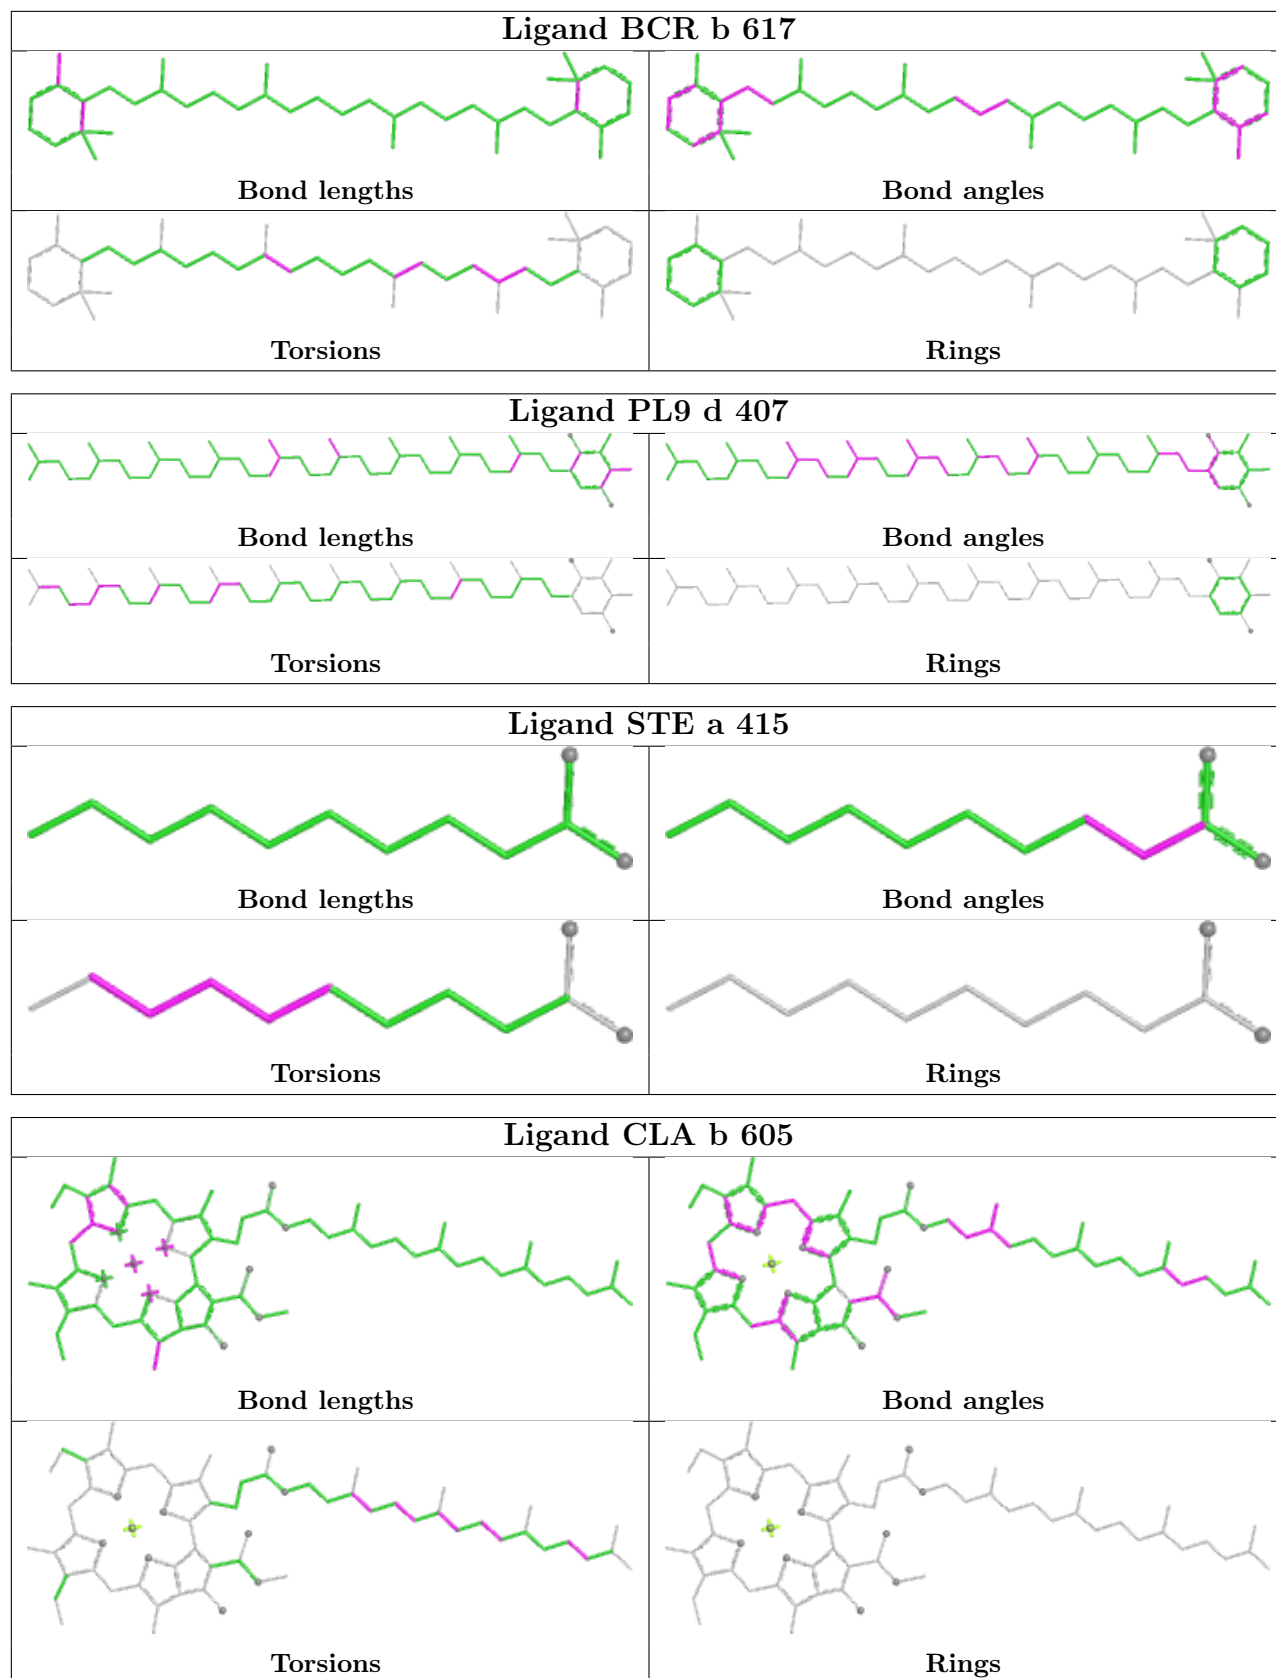 Ligand BCR b 617
Bond lengths
Bond angles
Torsions
Rings
Ligand PL9 d 407
Bond lengths
Bond angles
Torsions
Rings
Ligand STE a 415
Bond lengths
Bond angles
Torsions
Rings
Ligand CLA b 605
Bond lengths
Bond angles
Torsions
Rings